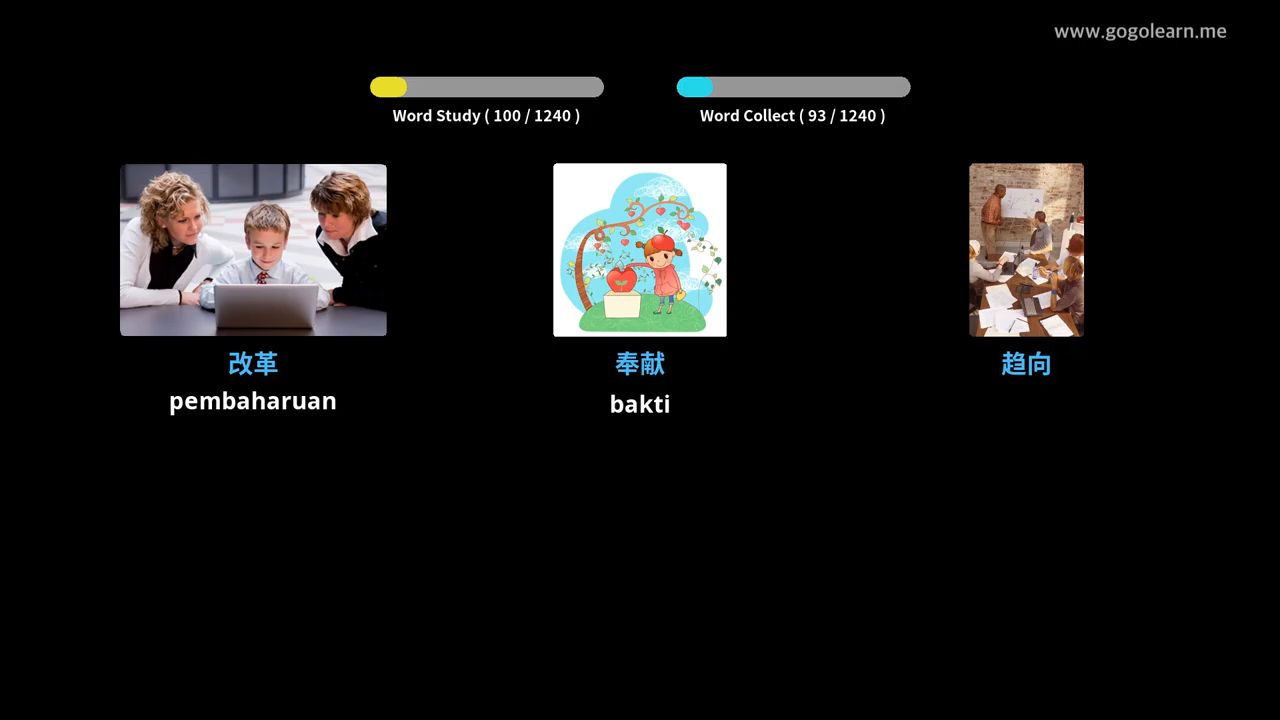 www.gogolearn.me
Word Study ( 100 / 1240 )
Word Collect ( 93 / 1240 )
改革
奉献
趋向
pembaharuan
bakti